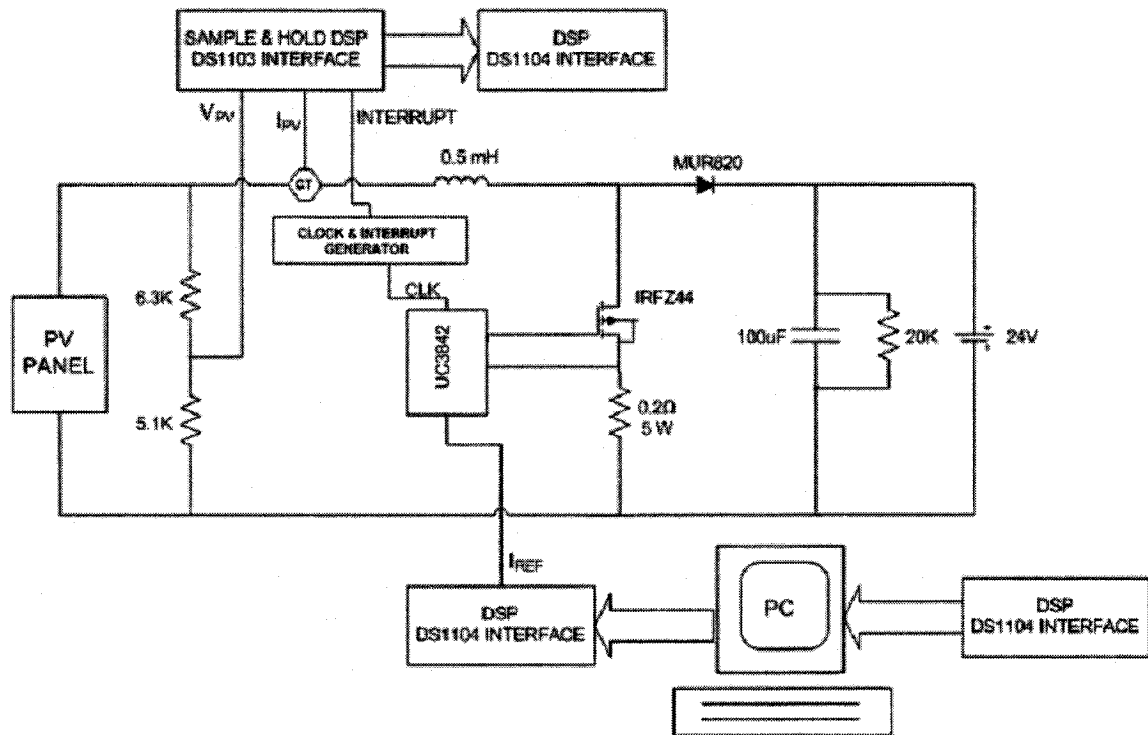 SAMPLE & HOLD DSP
DS1103 INTERFACE
DSP
DS1104 INTERFACE
VPV
IPV
INTERRUPT
0.5 mH
MUR820
CT
CLOCK & INTERRUPT
GENERATOR
CLK
6.3K
IRFZ44
PV
PANEL
UC3842
100uF
20K
24V
5.1K
0.2Ω
5 W
IREF
DSP
DS1104 INTERFACE
PC
DSP
DS1104 INTERFACE